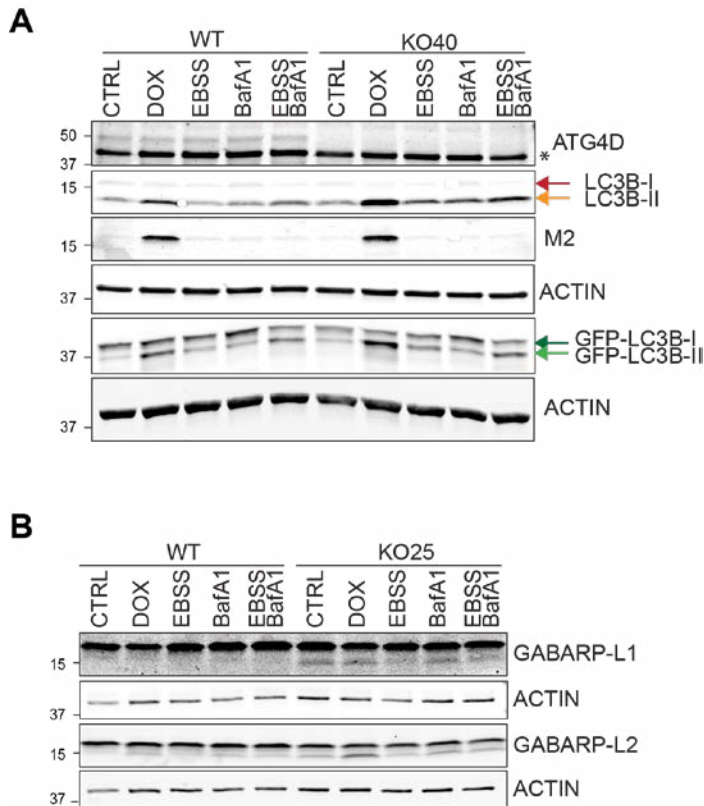 A
WT KO40
CTRL DOX EBSS BafA1 EBSS BafA1 CTRL DOX EBSS BafA1 EBSS BafA1
50
37
ATG4D
*
15
LC3B-I
LC3B-II
15
M2
37
ACTIN
37
GFP-LC3B-I
GFP-LC3B-II
37
ACTIN
B
WT KO25
CTRL DOX EBSS BafA1 EBSS BafA1 CTRL DOX EBSS BafA1 EBSS BafA1
15
GABARP-L1
37
ACTIN
15
GABARP-L2
37
ACTIN